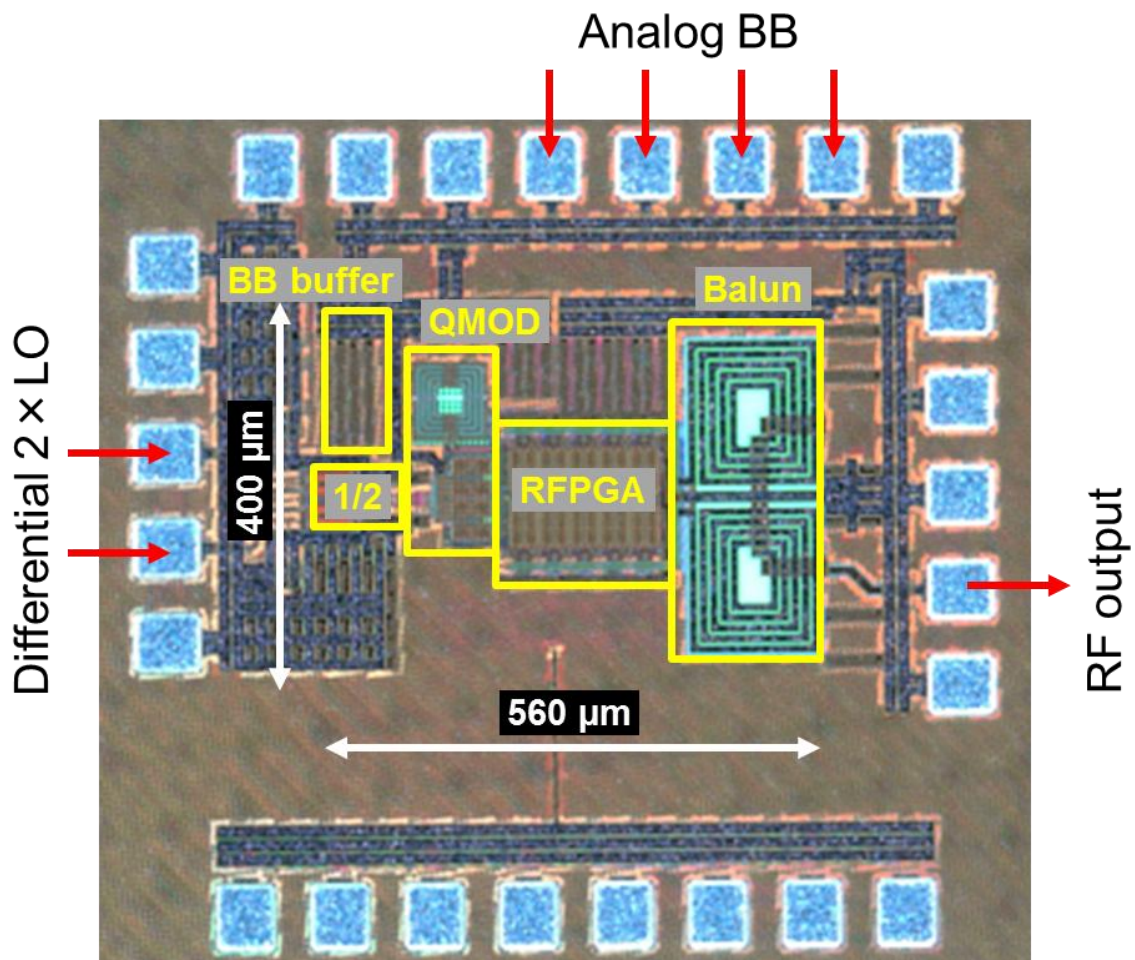 Analog BB
BB buffer
QMOD
Balun
Differential 2 × LO
400 µm
1/2
RFPGA
RF output
560 µm